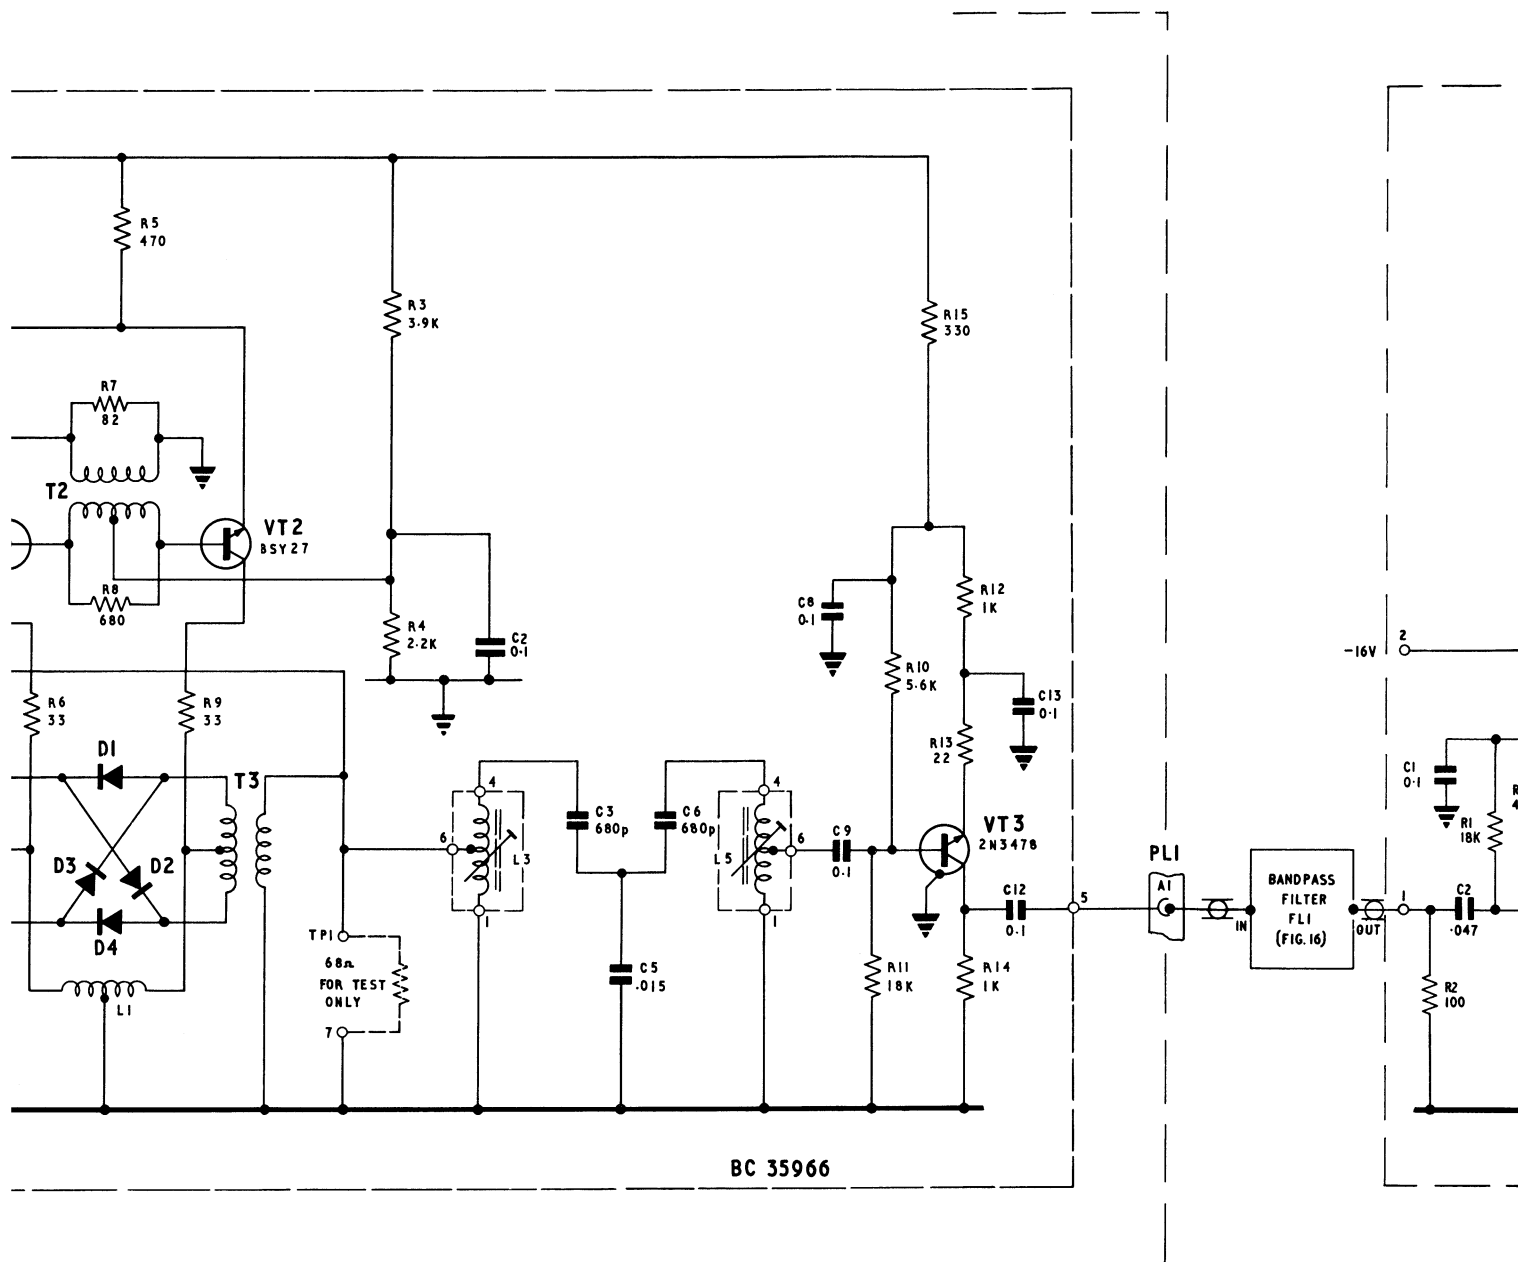 R5
470
R3
3.9K
R15
330
R7
82
T2
VT2
BSY27
R8
680
R4
2.2K
C2
0.1
C8
0.1
R12
1K
R10
5.6K
-16V
2
R6
33
R9
33
C13
0.1
R13
22
D1
T3
4
C3
680p
C6
680p
4
6
L3
L5
6
C9
0.1
VT3
2N3478
C1
0.1
R1
18K
R
4
D3
D2
D4
1
1
C12
0.1
5
PL1
A1
IN
BANDPASS
FILTER
FL1
(FIG.16)
OUT
1
C2
.047
TP1
68Ω
FOR TEST
ONLY
7
L1
C5
.015
R11
18K
R14
1K
R2
100
BC 35966